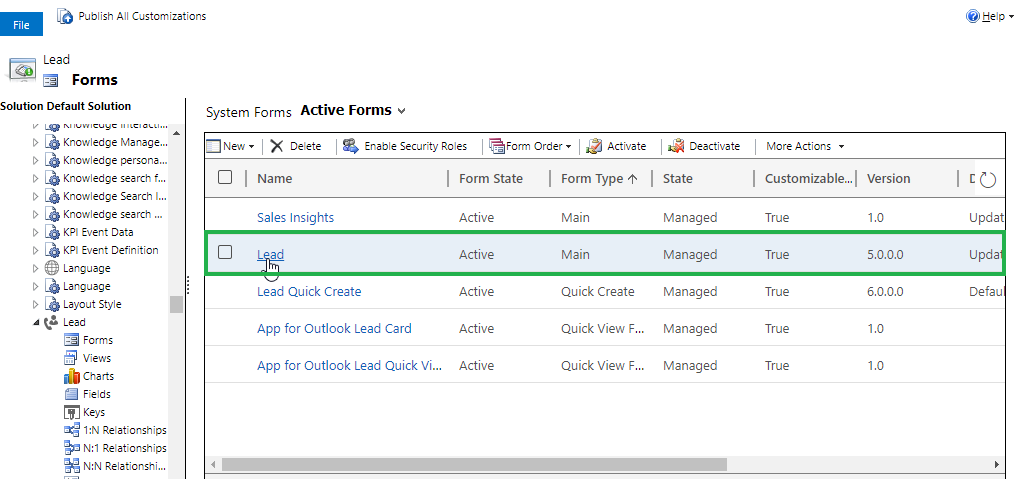 File
Publish All Customizations
Help
Lead
Forms
Solution Default Solution
Knowledge Interacti...
Knowledge Manage...
Knowledge persona...
Knowledge search f...
Knowledge Search I...
Knowledge search ...
KPI Event Data
KPI Event Definition
Language
Language
Layout Style
Lead
Forms
Views
Charts
Fields
Keys
1:N Relationships
N:1 Relationships
N:N Relationshi...
System Forms Active Forms
New Delete Enable Security Roles Form Order Activate Deactivate More Actions
Name Form State Form Type State Customizable... Version D
Sales Insights Active Main Managed True 1.0 Updat
Lead Active Main Managed True 5.0.0.0 Updat
Lead Quick Create Active Quick Create Managed True 6.0.0.0 Defaul
App for Outlook Lead Card Active Quick View F... Managed True 1.0
App for Outlook Lead Quick Vi... Active Quick View F... Managed True 1.0